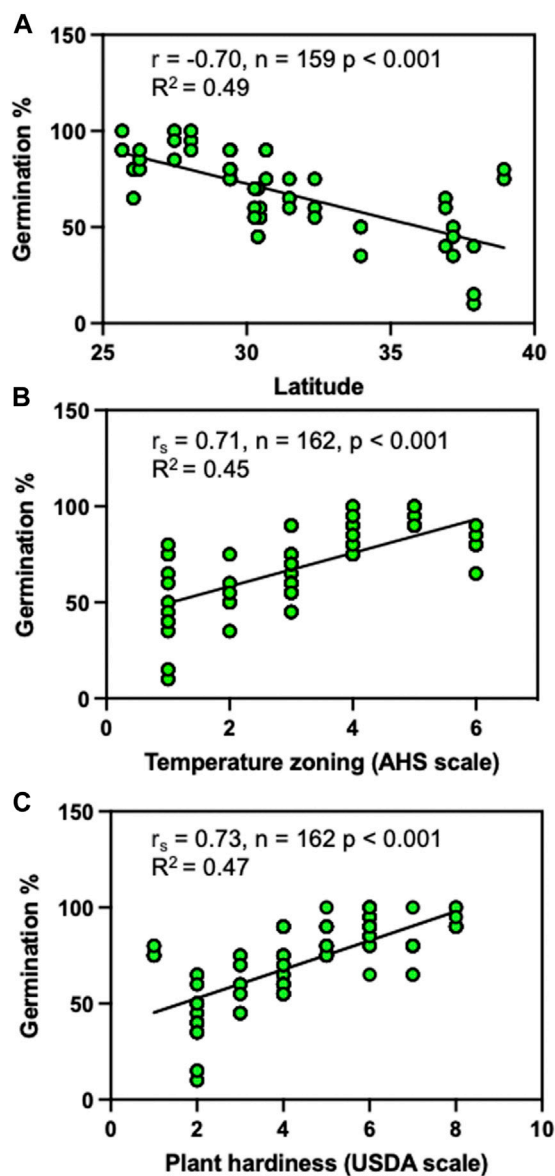 A
150
r = -0.70, n = 159 p < 0.001
R² = 0.49
100
50
0
Germination %
25
30
35
40
Latitude
B
150
rₛ = 0.71, n = 162, p < 0.001
R² = 0.45
100
50
0
Germination %
0
2
4
6
Temperature zoning (AHS scale)
C
150
rₛ = 0.73, n = 162 p < 0.001
R² = 0.47
100
50
0
Germination %
0
2
4
6
8
10
Plant hardiness (USDA scale)